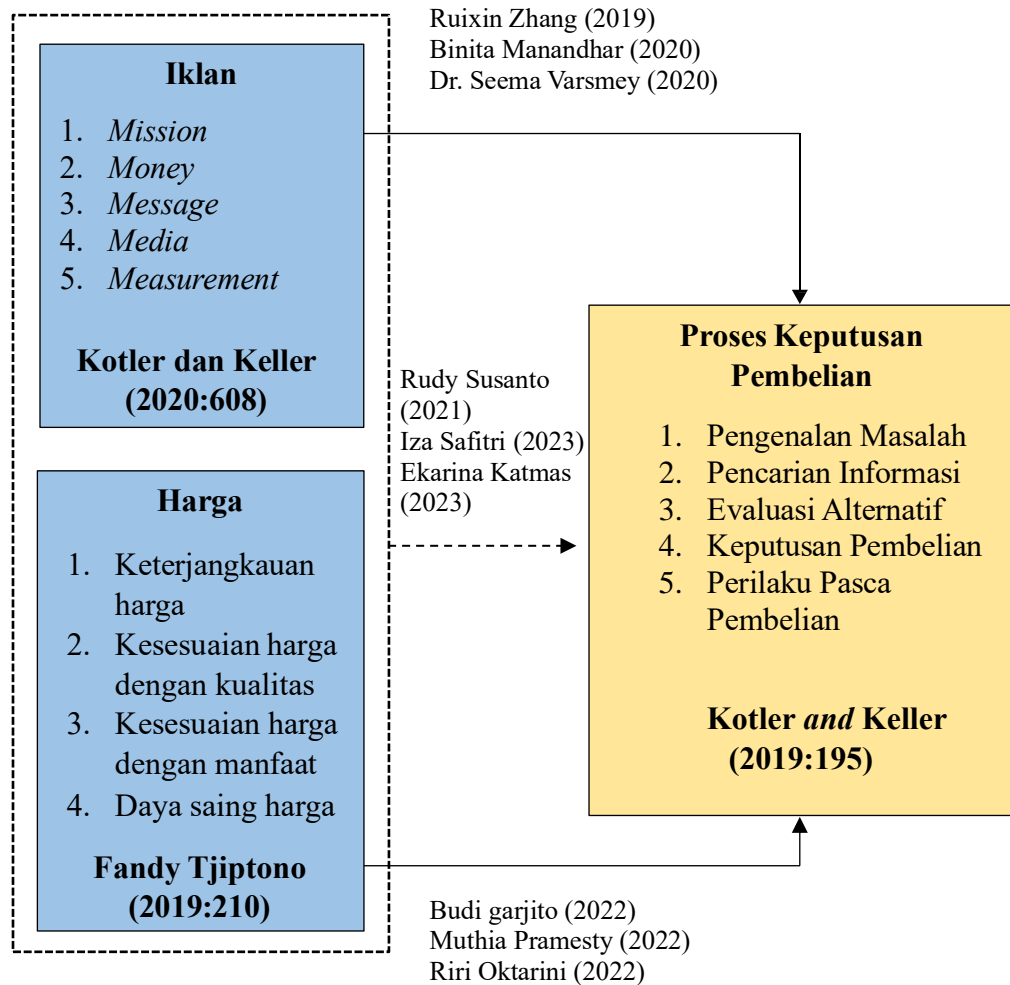 Ruixin Zhang (2019)
Binita Manandhar (2020)
Dr. Seema Varsmey (2020)
Iklan
1. Mission
2. Money
3. Message
4. Media
5. Measurement
Kotler dan Keller
(2020:608)
Rudy Susanto
(2021)
Iza Safitri (2023)
Ekarina Katmas
(2023)
Harga
1. Keterjangkauan
harga
2. Kesesuaian harga
dengan kualitas
3. Kesesuaian harga
dengan manfaat
4. Daya saing harga
Fandy Tjiptono
(2019:210)
Proses Keputusan
Pembelian
1. Pengenalan Masalah
2. Pencarian Informasi
3. Evaluasi Alternatif
4. Keputusan Pembelian
5. Perilaku Pasca
Pembelian
Kotler and Keller
(2019:195)
Budi garjito (2022)
Muthia Pramesty (2022)
Riri Oktarini (2022)